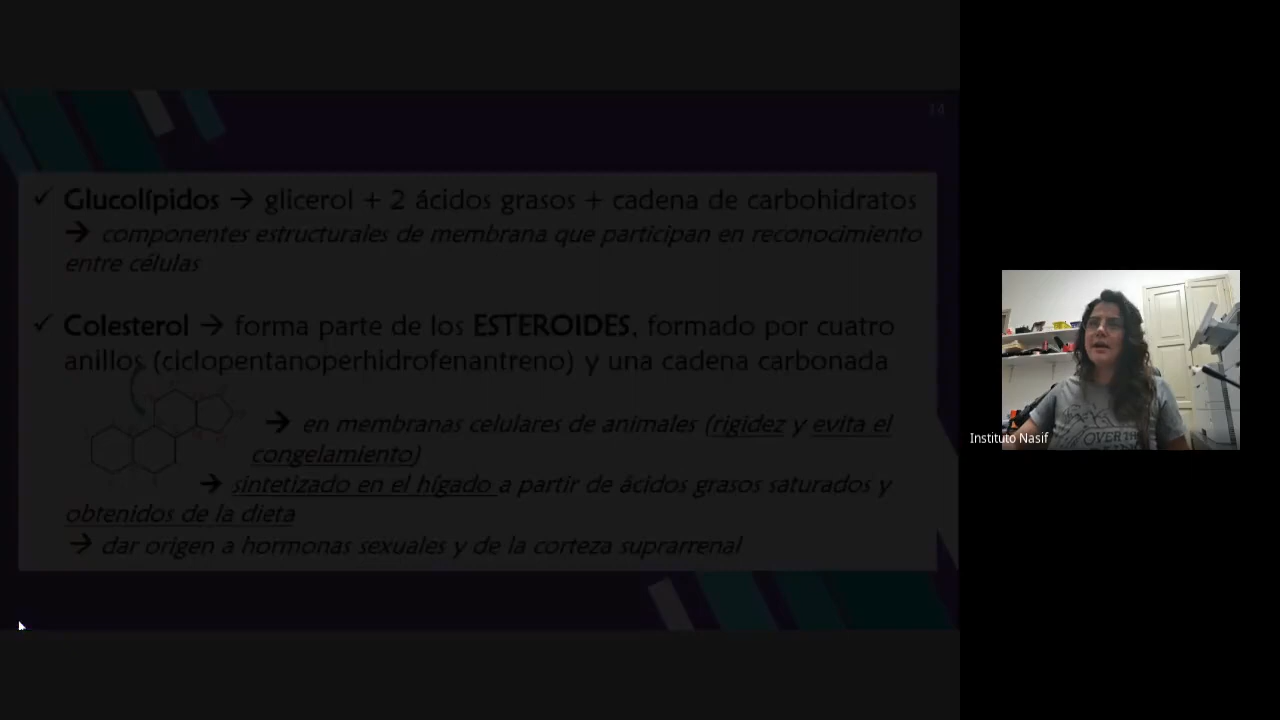 14
✓ Glucolípidos → glicerol + 2 ácidos grasos + cadena de carbohidratos
→ componentes estructurales de membrana que participan en reconocimiento
entre células
✓ Colesterol → forma parte de los ESTEROIDES, formado por cuatro
anillos (ciclopentanoperhidrofenantreno) y una cadena carbonada
→ en membranas celulares de animales (rigidez y evita el
congelamiento)
→ sintetizado en el hígado a partir de ácidos grasos saturados y
obtenidos de la dieta
→ dar origen a hormonas sexuales y de la corteza suprarrenal
OVER TH
Instituto Nasif